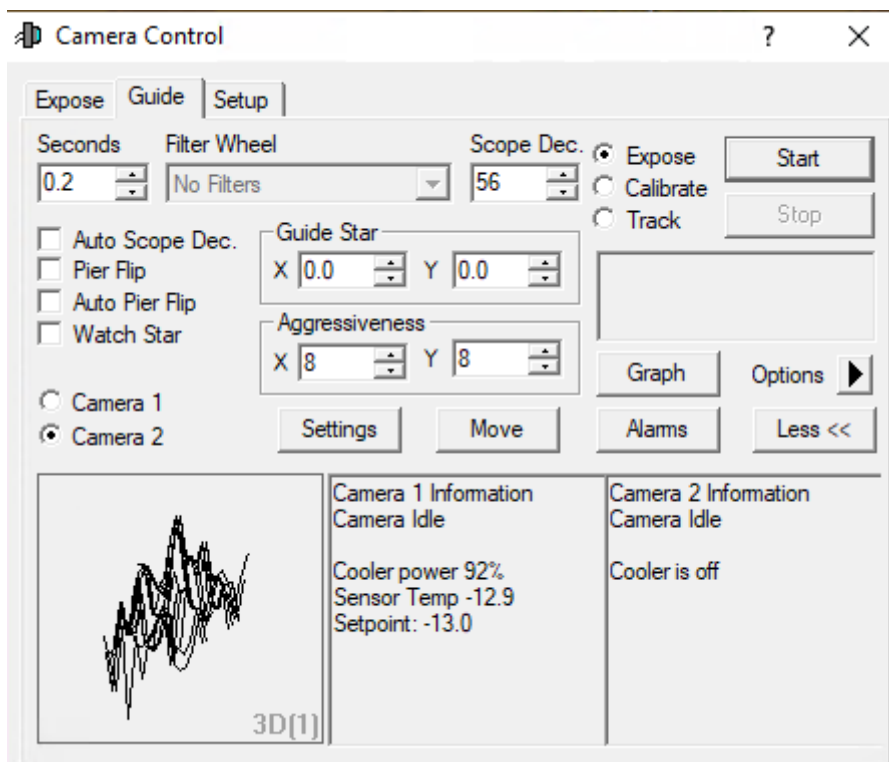 Camera Control
Expose Guide Setup
Seconds Filter Wheel Scope Dec.
0.2 No Filters 56
Expose
Calibrate
Track
Start
Stop
Auto Scope Dec.
Pier Flip
Auto Pier Flip
Watch Star
Guide Star
X 0.0 Y 0.0
Aggressiveness
X 8 Y 8
Camera 1
Camera 2
Settings Move
Graph Options
Alarms Less <<
3D(1)
Camera 1 Information
Camera Idle
Cooler power 92%
Sensor Temp -12.9
Setpoint: -13.0
Camera 2 Information
Camera Idle
Cooler is off